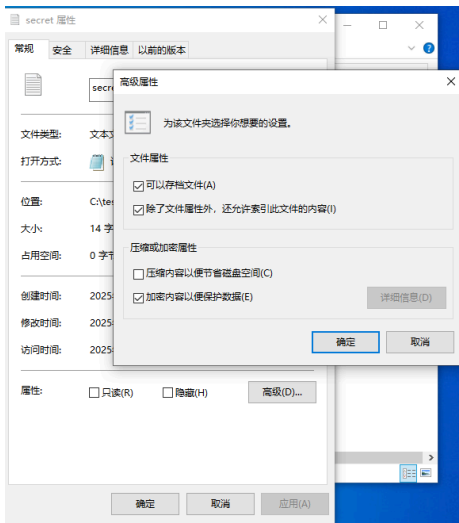 secret 属性
常规 安全 详细信息 以前的版本
高级属性
为该文件夹选择你想要的设置。
文件属性
可以存档文件(A)
除了文件属性外，还允许索引此文件的内容(I)
压缩或加密属性
压缩内容以便节省磁盘空间(C)
加密内容以便保护数据(E)
详细信息(D)
确定 取消
文件类型:
打开方式:
位置: C:\te
大小: 14 字
占用空间: 0 字
创建时间: 2025
修改时间: 2025
访问时间: 2025
属性: 只读(R) 隐藏(H) 高级(D)...
确定 取消 应用(A)